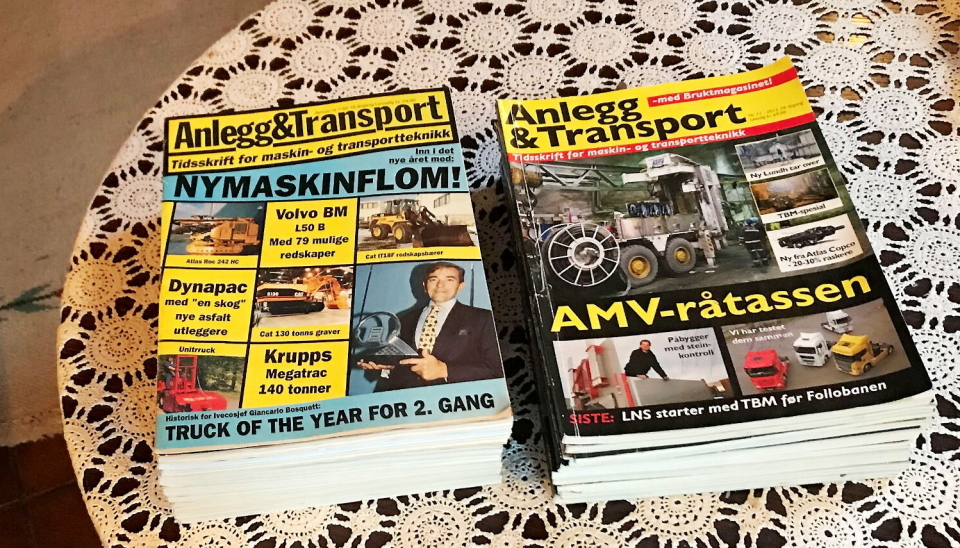 Anlegg&Transport
Tidsskrift for maskin- og transportteknikk
Inn i det
nye året med:
NYMASKINFLOM!
Atlas Roc 242 HC
Volvo BM
L50 B
Med 79 mulige
redskaper
Cat IT18F redskapsbærer
Dynapac
med "en skog"
nye asfalt
utleggere
Cat 130 tonns graver
Unitrruck
Krupps
Megatrac
140 tonner
Historisk for Ivecosjef Giancarlo Bosquett:
TRUCK OF THE YEAR FOR 2. GANG
Anlegg
&Transport
-med Bruktmagasinet!
Tidsskrift for maskin- og transportteknikk
Ny Lundh tar over
TBM-spesial
Ny fra Atlas Copco
- 20-30% raskere
AMV-råtassen
Påbygger
med stein-
kontroll
Vi har testet
dem sammen
SISTE: LNS starter med TBM før Follobanen